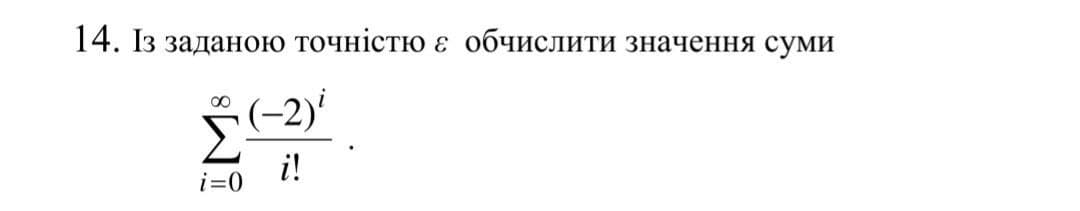 14. Із заданою точністю ε обчислити значення суми
∞
∑ (−2)^i / i! .
i=0